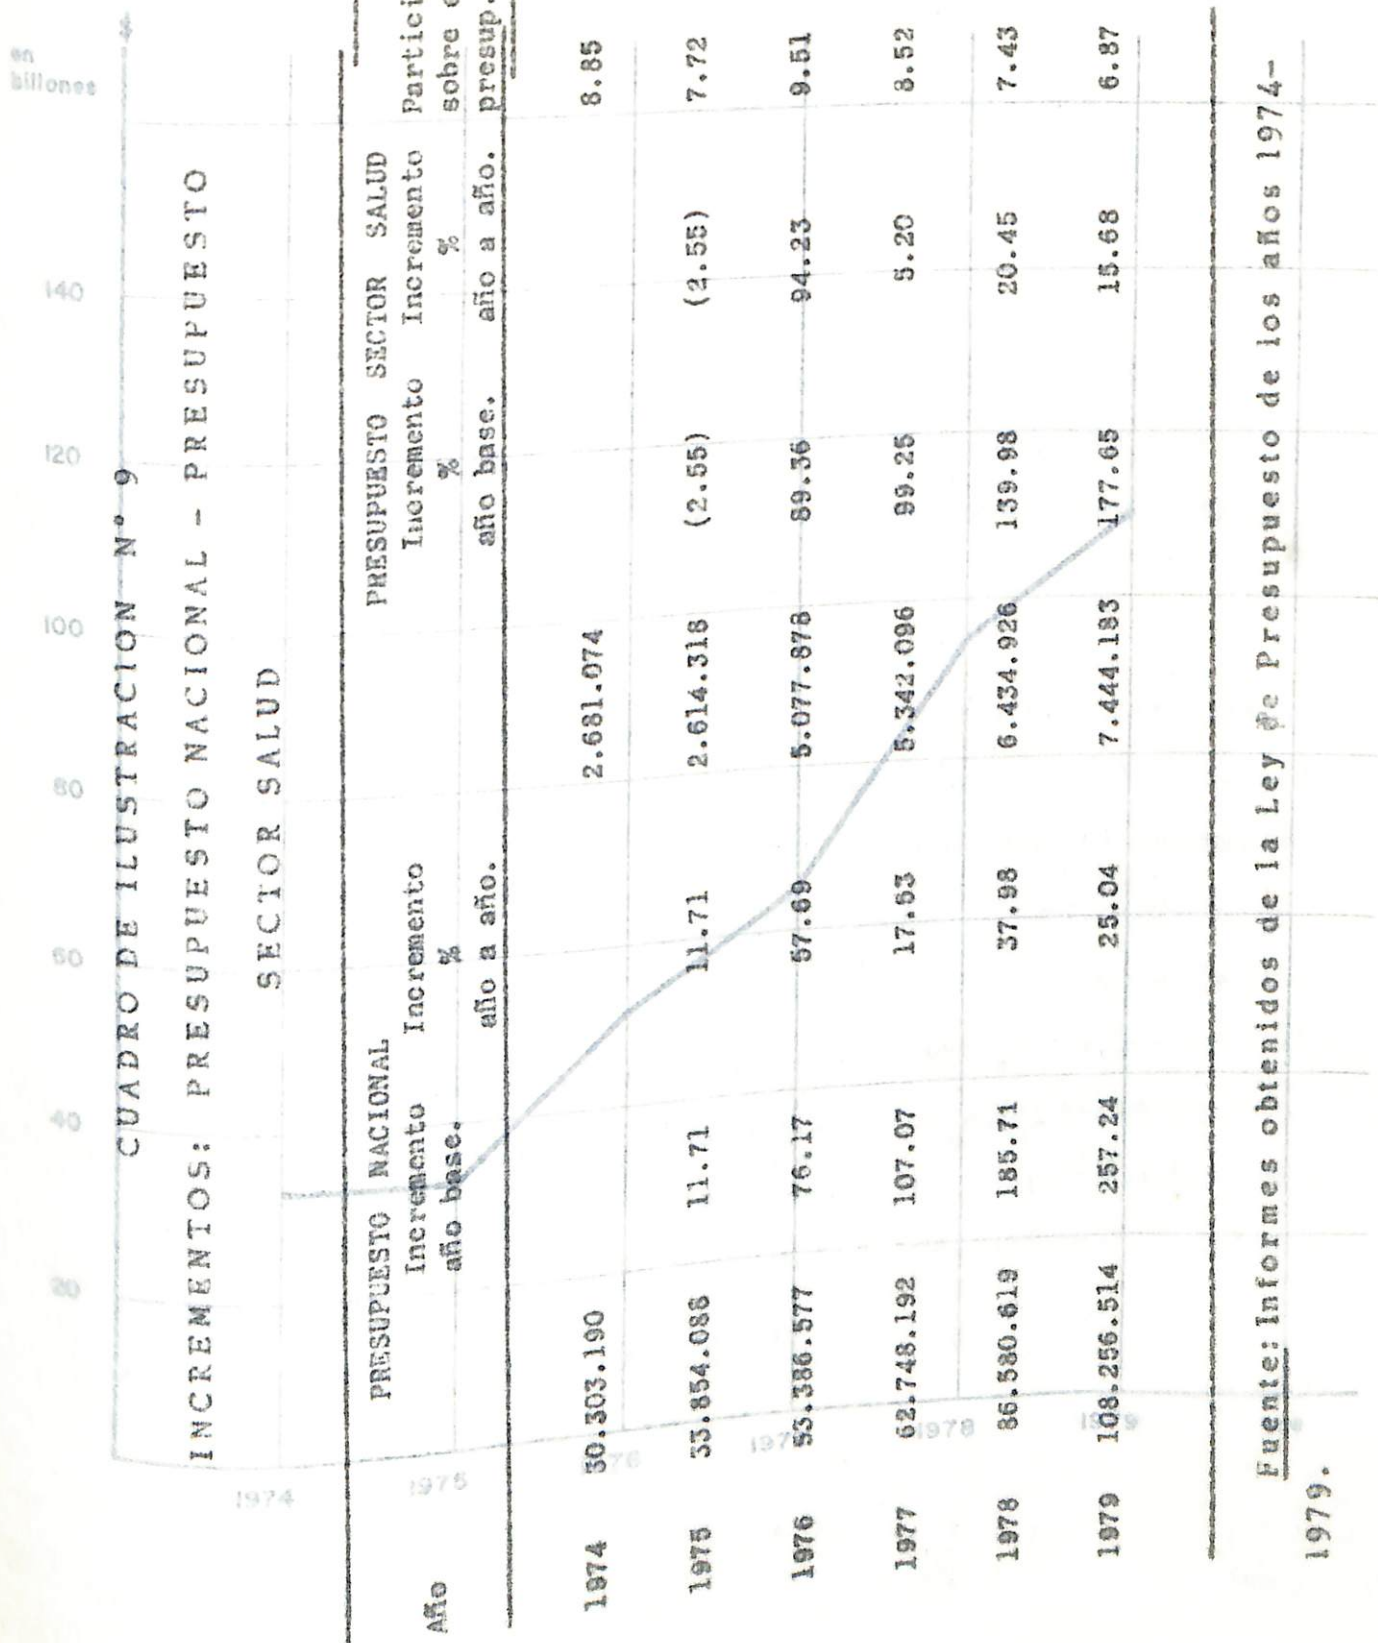 CUADRO DE ILUSTRACION N° 9
INCREMENTOS: PRESUPUESTO NACIONAL - PRESUPUESTO
SECTOR SALUD
PRESUPUESTO NACIONAL PRESUPUESTO SECTOR SALUD
Incremento Incremento Incremento Incremento Partici
Año año base. % % % sobre
año a año. año base. año a año. presup.
1974 30.303.190 2.681.074 8.85
1975 33.854.088 11.71 11.71 2.614.318 (2.55) (2.55) 7.72
1976 53.386.577 76.17 57.69 5.077.878 89.36 94.23 9.51
1977 62.748.192 107.07 17.53 5.342.096 99.25 5.20 8.52
1978 86.580.619 185.71 37.98 6.434.926 139.98 20.45 7.43
1979 108.256.514 257.24 25.04 7.444.183 177.65 15.68 6.87
Fuente: Informes obtenidos de la Ley de Presupuesto de los años 1974-
1979.
en
billones
140
120
100
80
60
40
20
1974 1975 76 197 1978 1979